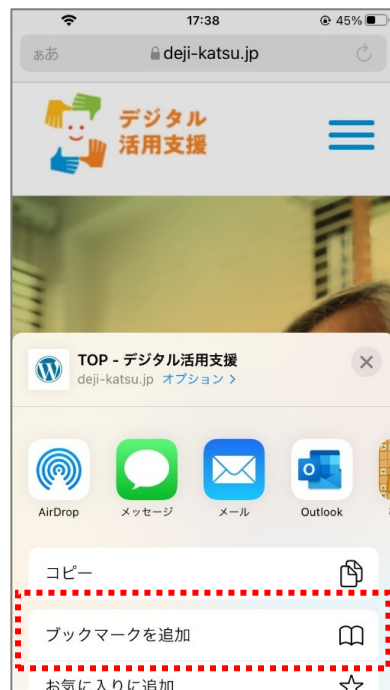 17:38
45%
ぁあ
deji-katsu.jp
デジタル
活用支援
TOP - デジタル活用支援
deji-katsu.jp オプション >
AirDrop
メッセージ
メール
Outlook
コピー
ブックマークを追加
お気に入りに追加